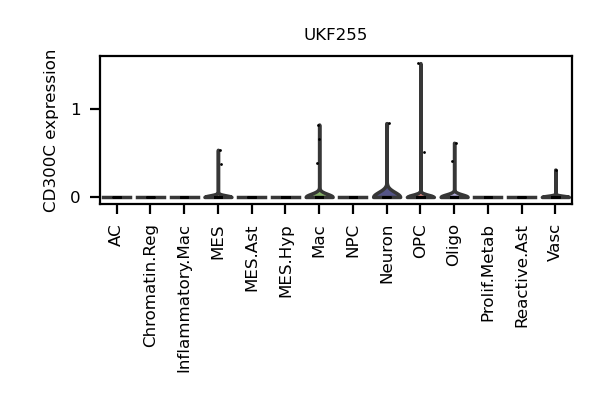 UKF255
CD300C expression
1
0
AC
Chromatin.Reg
Inflammatory.Mac
MES
MES.Ast
MES.Hyp
Mac
NPC
Neuron
OPC
Oligo
Prolif.Metab
Reactive.Ast
Vasc